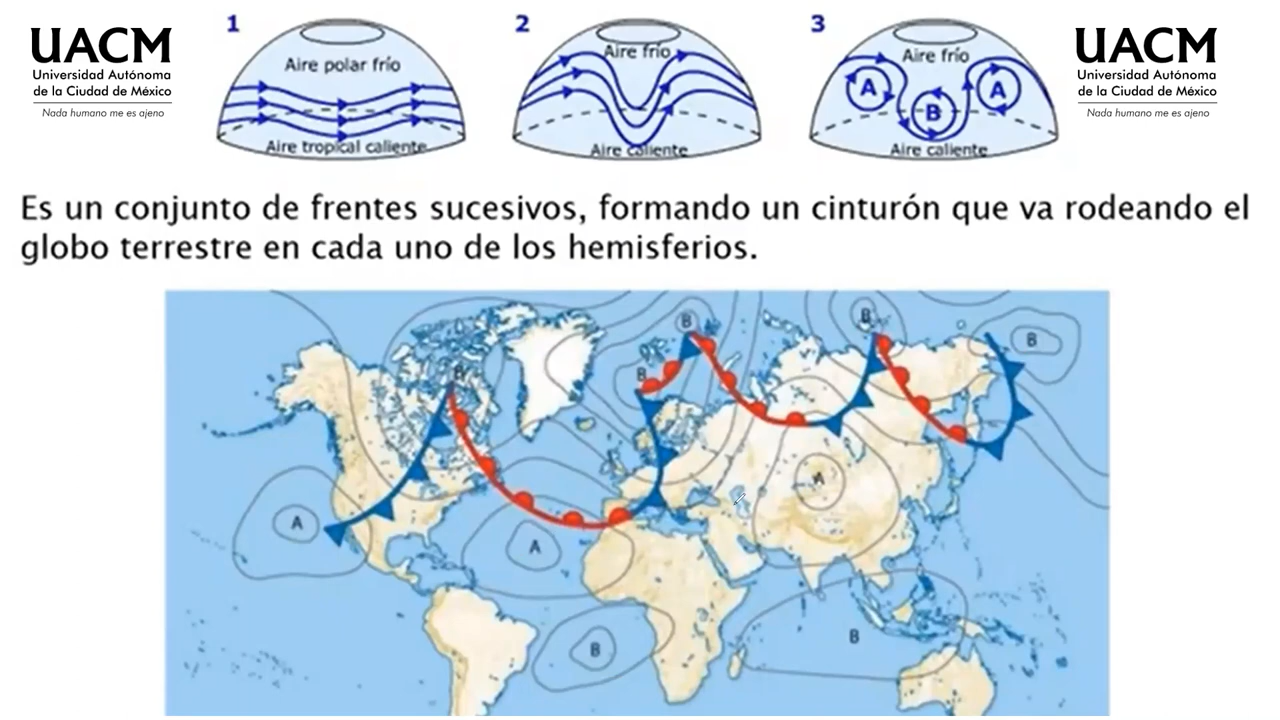 UACM
Universidad Autónoma
de la Ciudad de México
Nada humano me es ajeno
1
Aire polar frío
Aire tropical caliente
2
Aire frío
Aire caliente
3
Aire frío
A
B
A
Aire caliente
UACM
Universidad Autónoma
de la Ciudad de México
Nada humano me es ajeno
Es un conjunto de frentes sucesivos, formando un cinturón que va rodeando el
globo terrestre en cada uno de los hemisferios.
B
B
B
B
B
A
A
A
B
B